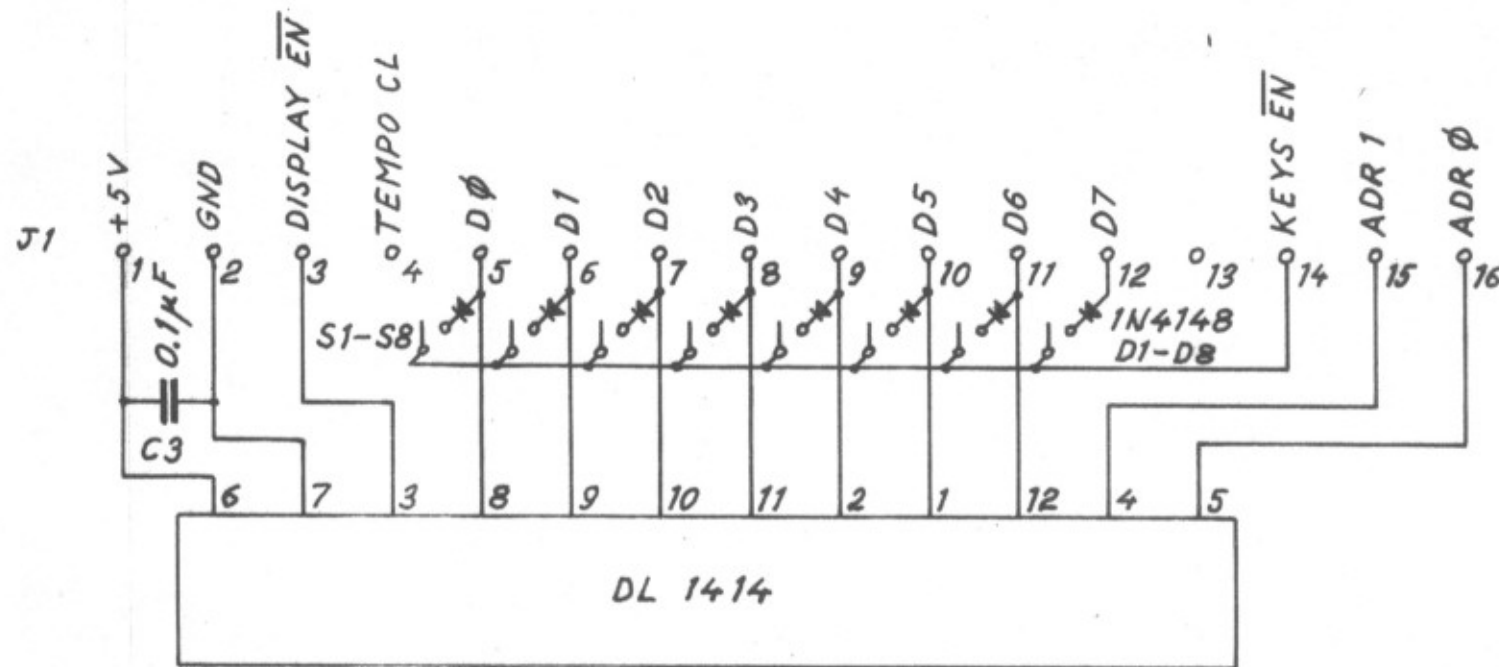 +5V GND DISPLAY E̅N̅ TEMPO CL DØ D1 D2 D3 D4 D5 D6 D7 KEYS E̅N̅ ADR 1 ADR Ø
J1
1 2 3 4 5 6 7 8 9 10 11 12 13 14 15 16
0.1µF
S1-S8
1N4148
D1-D8
C3
6 7 3 8 9 10 11 2 1 12 4 5
DL 1414